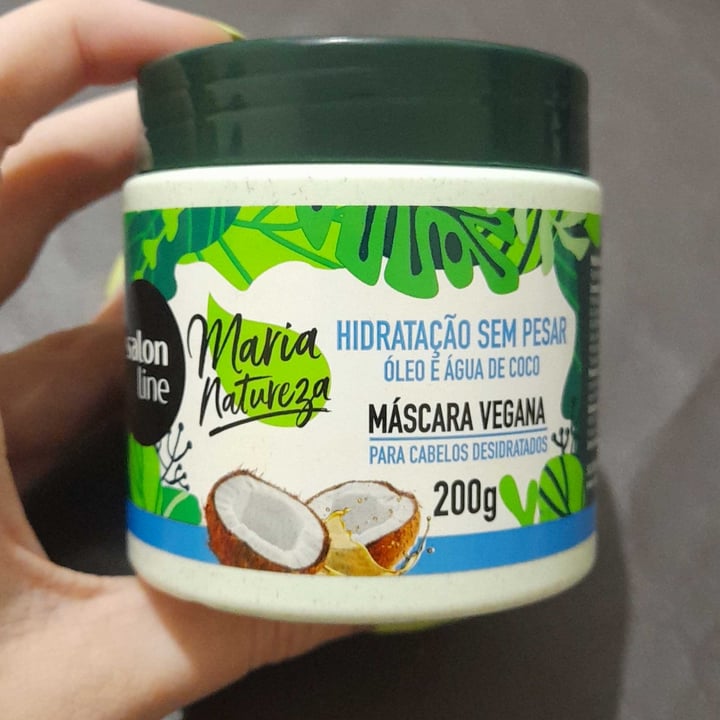 salon
line
Maria
Natureza
HIDRATAÇÃO SEM PESAR
ÓLEO E ÁGUA DE COCO
MÁSCARA VEGANA
PARA CABELOS DESIDRATADOS
200g